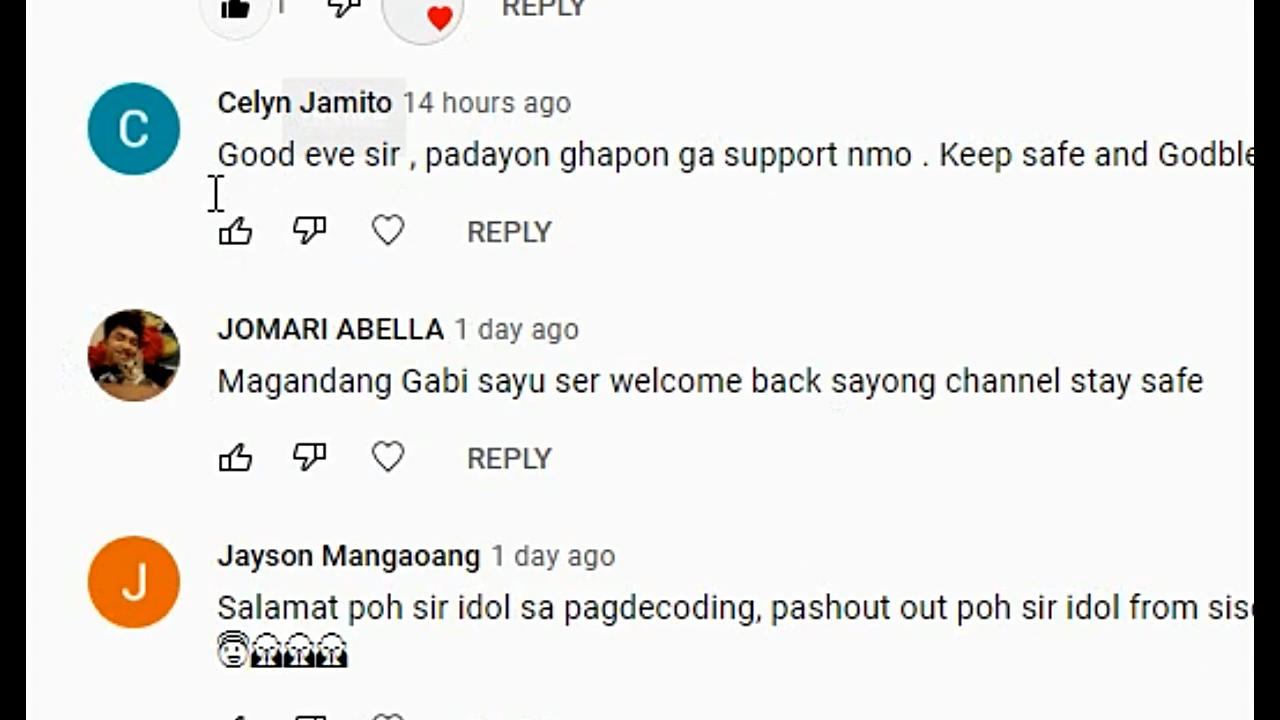 1 REPLY
C Celyn Jamito 14 hours ago
Good eve sir , padayon ghapon ga support nmo . Keep safe and
REPLY
JOMARI ABELLA 1 day ago
Magandang Gabi sayu ser welcome back sayong channel stay safe
REPLY
J Jayson Mangaoang 1 day ago
Salamat poh sir idol sa pagdecoding, pashout out poh sir idol from